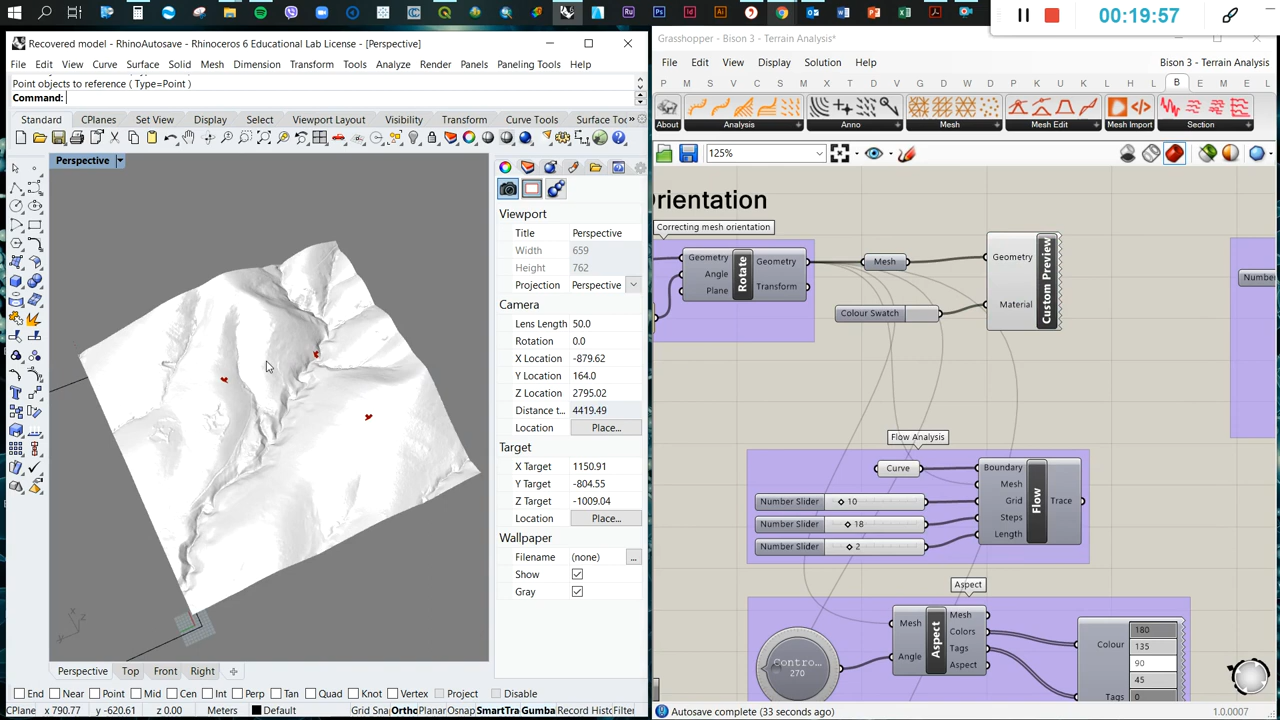 00:19:57
Recovered model - RhinoAutosave - Rhinoceros 6 Educational Lab License - [Perspective]
File Edit View Curve Surface Solid Mesh Dimension Transform Tools Analyze Render Panels Paneling Tools Help
Point objects to reference ( Type=Point )
Command:
Standard CPlanes Set View Display Select Viewport Layout Visibility Transform Curve Tools Surface To
Perspective
Viewport
Title Perspective
Width 659
Height 762
Projection Perspective
Camera
Lens Length 50.0
Rotation 0.0
X Location -879.62
Y Location 164.0
Z Location 2795.02
Distance t... 4419.49
Location Place...
Target
X Target 1150.91
Y Target -804.55
Z Target -1009.04
Location Place...
Wallpaper
Filename (none) ...
Show
Gray
Perspective Top Front Right
End Near Point Mid Cen Int Perp Tan Quad Knot Vertex Project Disable
CPlane x 790.77 y -620.61 z 0.00 Meters Default Grid Snap Ortho Planar Osnap SmartTra Gumba Record Histo Filter
Grasshopper - Bison 3 - Terrain Analysis*
File Edit View Display Solution Help Bison 3 - Terrain Analysis
P M S V C S M I X T D V W F K K P U L H L B M E
About Analysis Anno Mesh Mesh Edit Mesh Import Section
125%
Orientation
Correcting mesh orientation
Geometry
Angle
Plane
Rotate
Geometry
Transform
Mesh
Colour Swatch
Geometry
Material
Custom Preview
Number
Flow Analysis
Curve
Number Slider 10
Number Slider 18
Number Slider 2
Boundary
Mesh
Grid
Steps
Length
Flow
Trace
Aspect
Contro...
270
Mesh
Angle
Aspect
Mesh
Colors
Tags
Aspect
Colour
Tags
180
135
90
45
0
Autosave complete (33 seconds ago)
1.0.0007